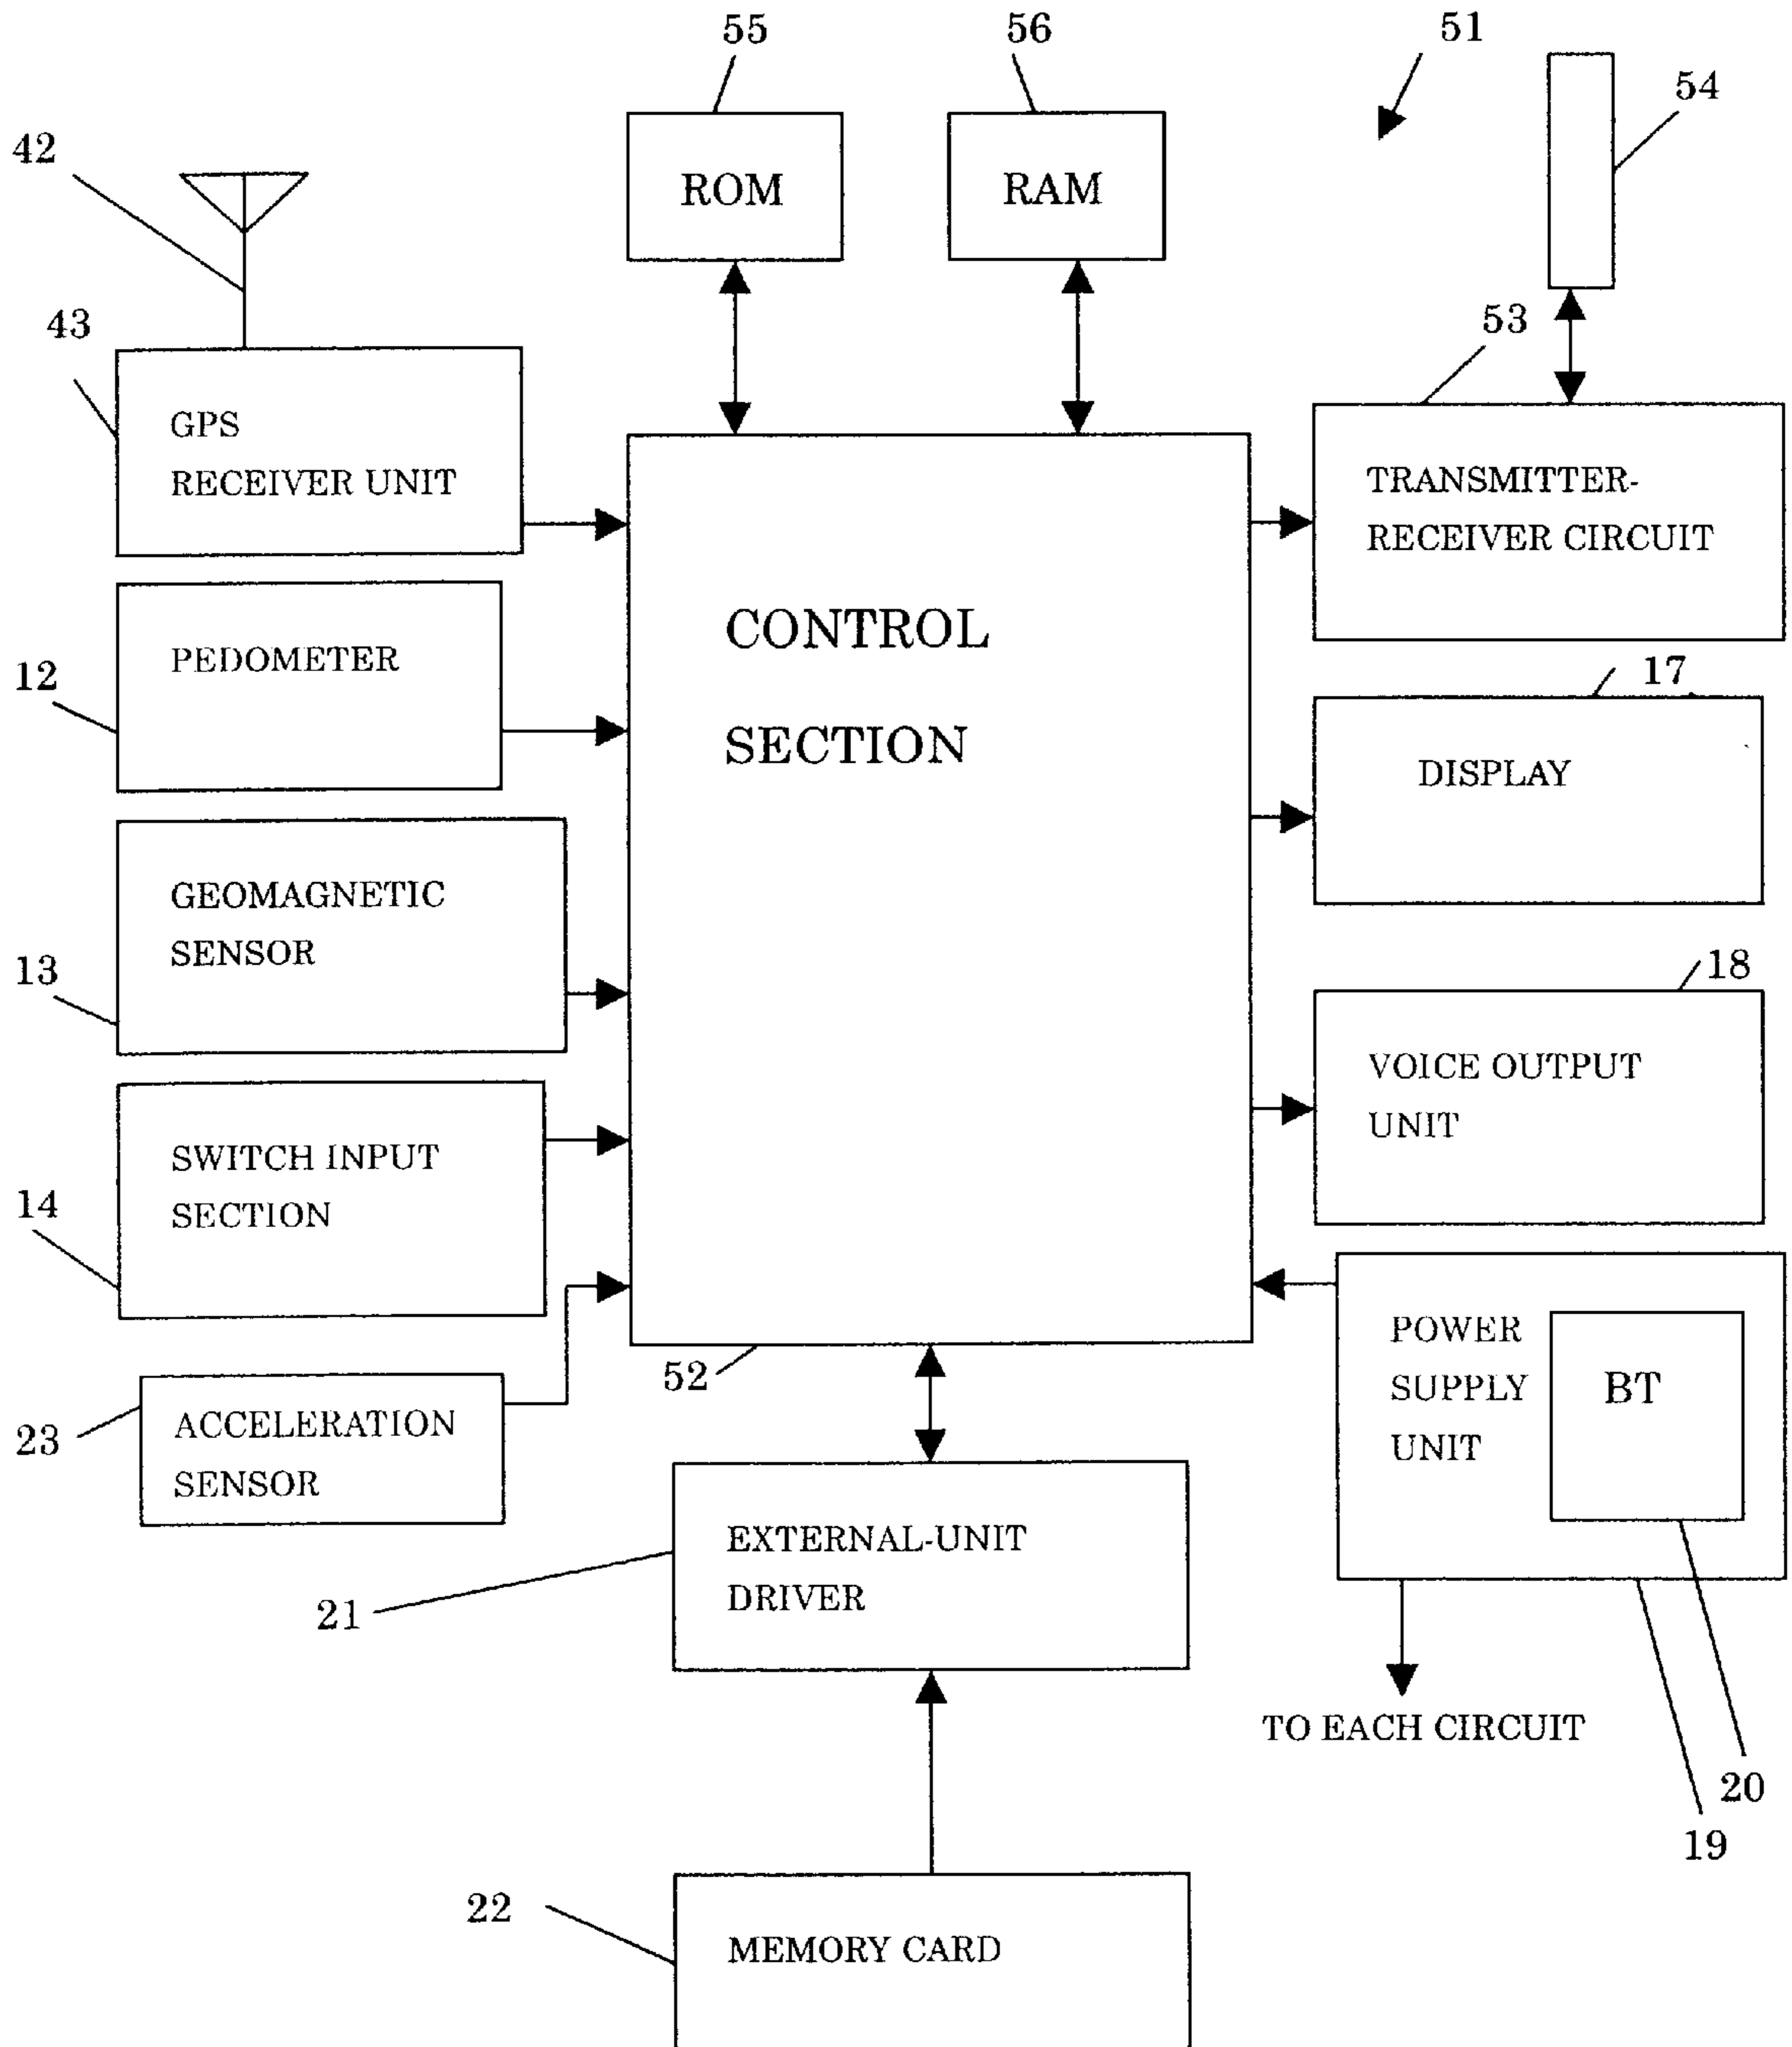 55
56
51
54
42
ROM
RAM
43
53
GPS
RECEIVER UNIT
TRANSMITTER-
RECEIVER CIRCUIT
CONTROL
SECTION
12
PEDOMETER
17
DISPLAY
13
GEOMAGNETIC
SENSOR
18
VOICE OUTPUT
UNIT
14
SWITCH INPUT
SECTION
52
POWER
SUPPLY
UNIT
BT
23
ACCELERATION
SENSOR
21
EXTERNAL-UNIT
DRIVER
TO EACH CIRCUIT
20
19
22
MEMORY CARD